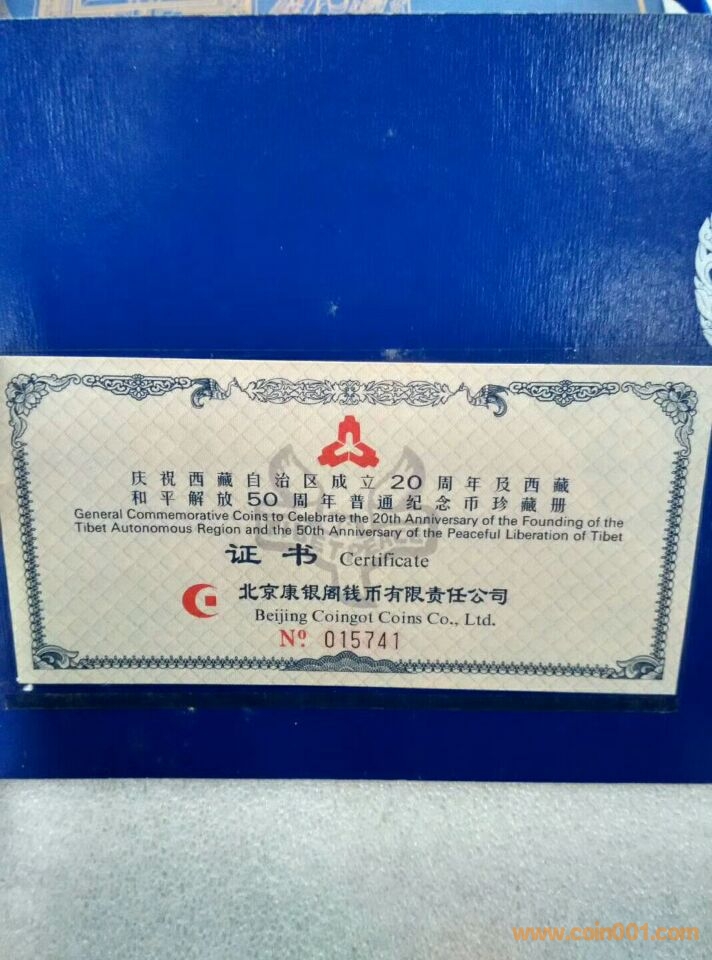 庆祝西藏自治区成立20周年及西藏
和平解放50周年普通纪念币珍藏册
General Commemorative Coins to Celebrate the 20th Anniversary of the Founding of the
Tibet Autonomous Region and the 50th Anniversary of the Peaceful Liberation of Tibet
证书 Certificate
北京康银阁钱币有限责任公司
Beijing Coingot Coins Co., Ltd.
Nº. 015741
www.coin001.com